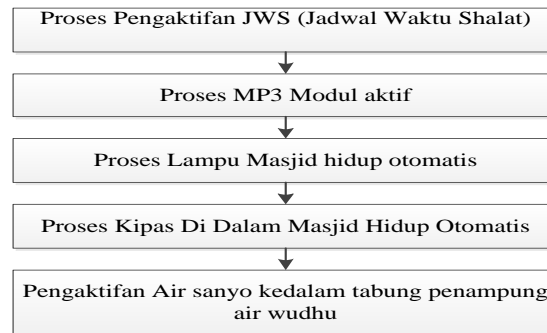 Proses Pengaktifan JWS (Jadwal Waktu Shalat)
Proses MP3 Modul aktif
Proses Lampu Masjid hidup otomatis
Proses Kipas Di Dalam Masjid Hidup Otomatis
Pengaktifan Air sanyo kedalam tabung penampung
air wudhu